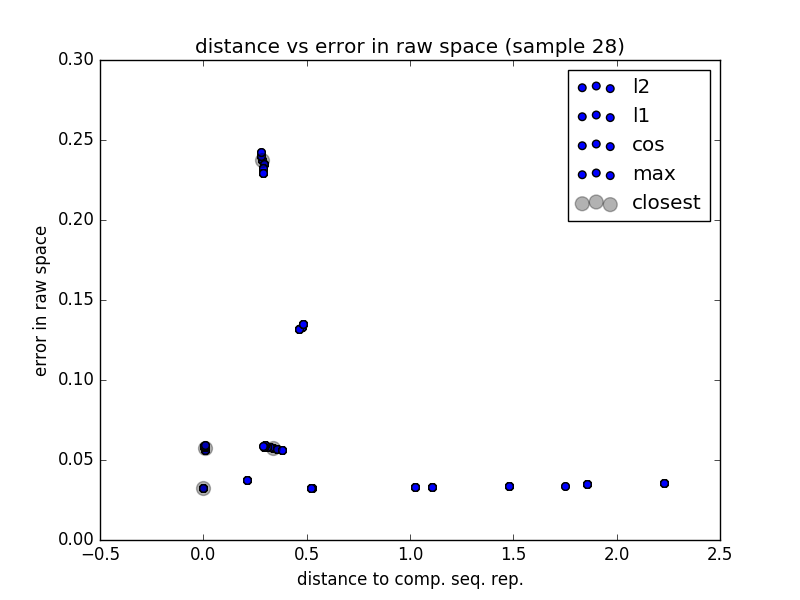 distance vs error in raw space (sample 28)
0.30
0.25
0.20
0.15
0.10
0.05
0.00
error in raw space
l2
l1
cos
max
closest
−0.5
0.0
0.5
1.0
1.5
2.0
2.5
distance to comp. seq. rep.